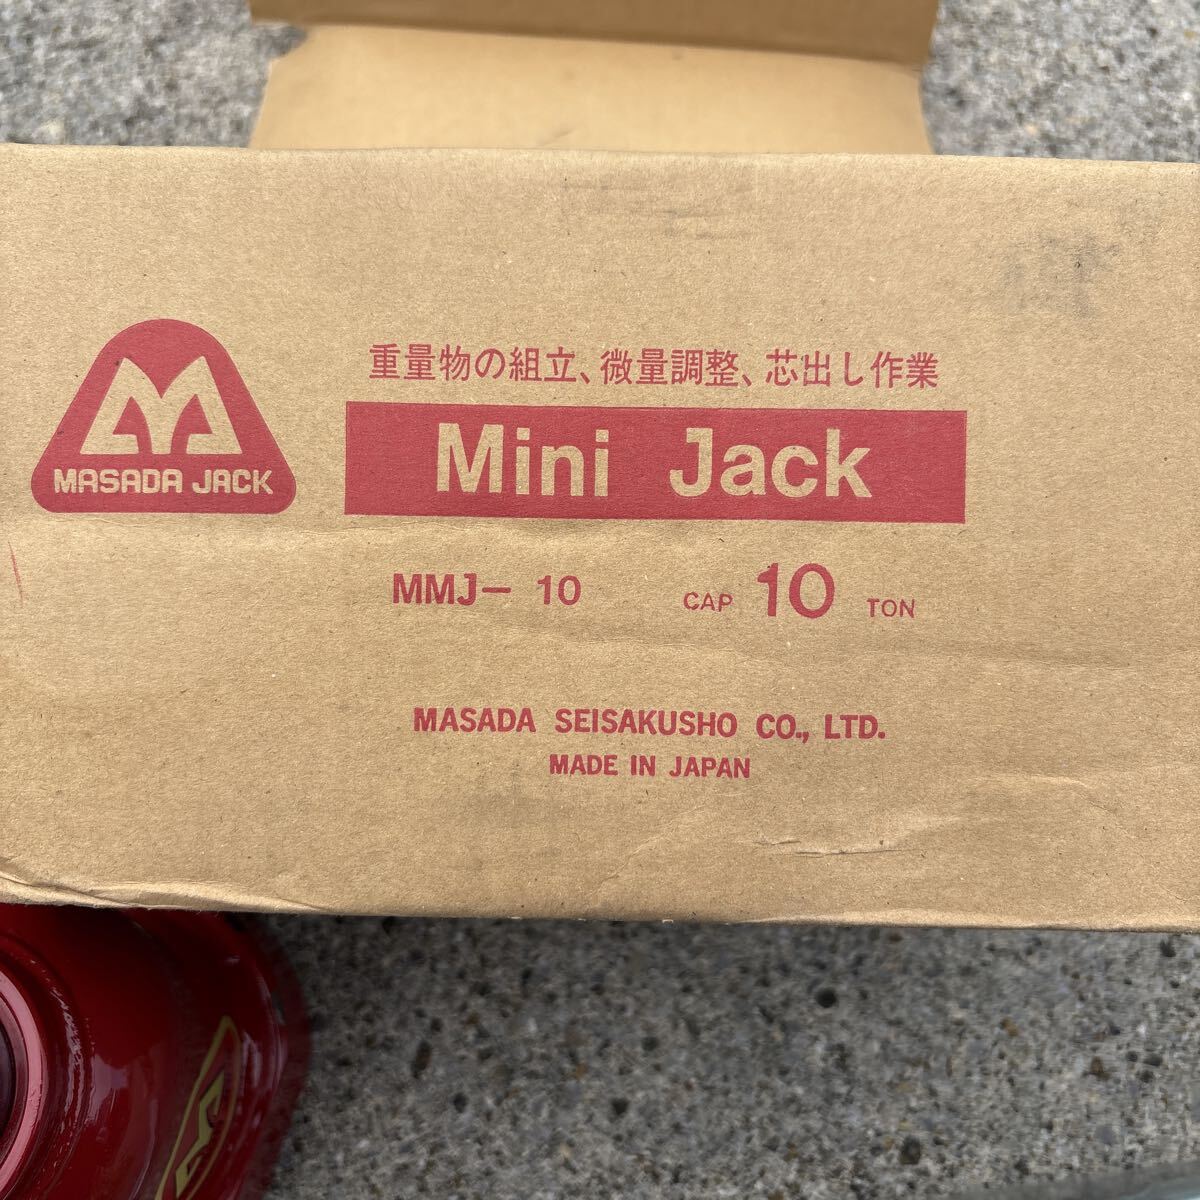 重量物の組立、微量調整、芯出し作業
MASADA JACK
Mini Jack
MMJ- 10 CAP 10 TON
MASADA SEISAKUSHO CO., LTD.
MADE IN JAPAN